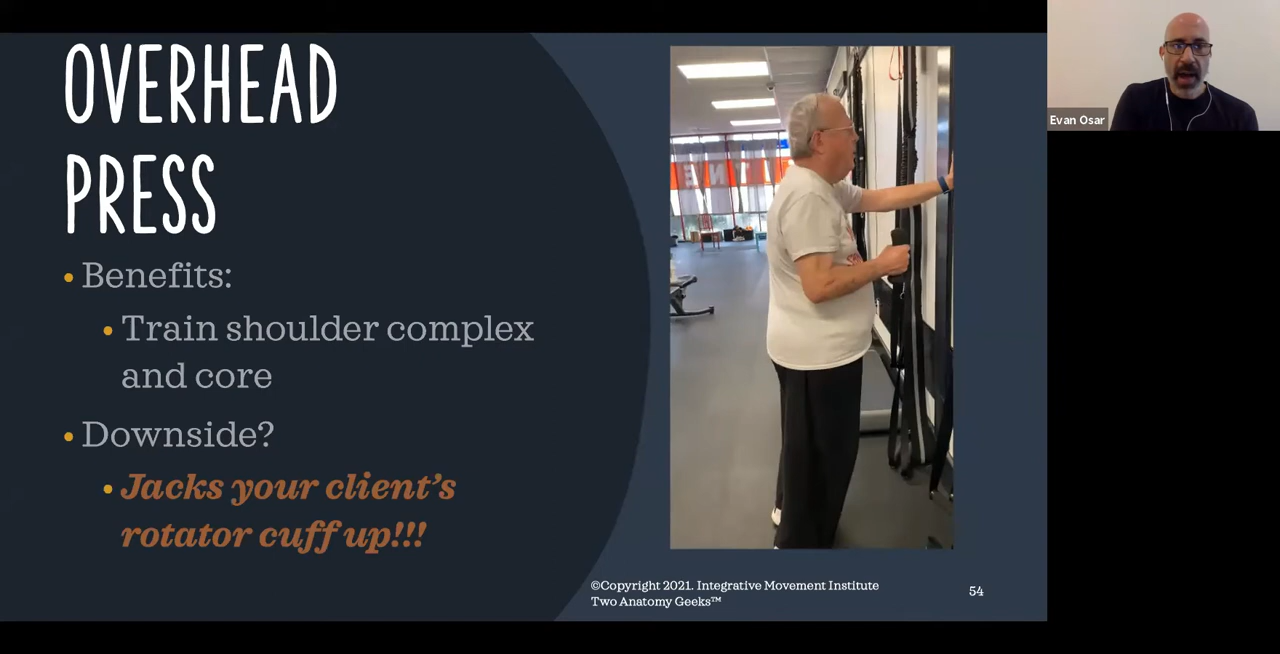 OVERHEAD
PRESS
• Benefits:
• Train shoulder complex
and core
• Downside?
• Jacks your client's
rotator cuff up!!!
©Copyright 2021. Integrative Movement Institute
Two Anatomy Geeks™
54
Evan Osar